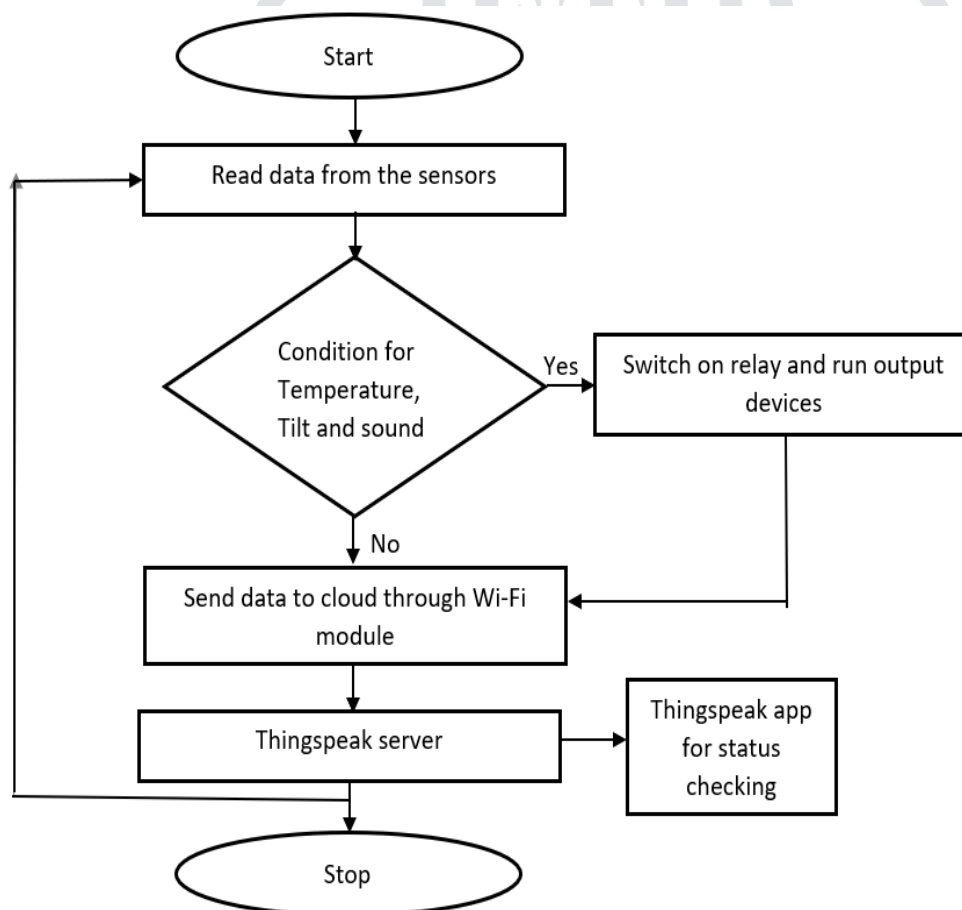 Start
Read data from the sensors
Condition for
Temperature,
Tilt and sound
Yes
Switch on relay and run output
devices
No
Send data to cloud through Wi-Fi
module
Thingspeak server
Thingspeak app
for status
checking
Stop